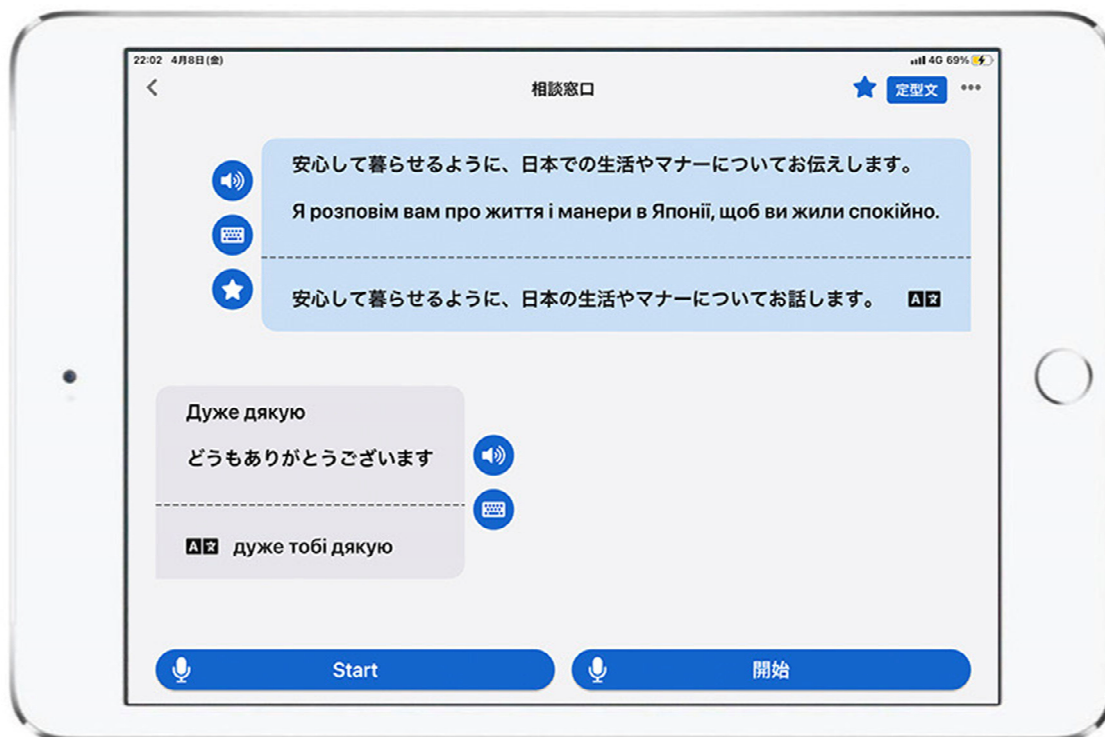 22:02 4月8日(金) 4G 69%
相談窓口 定型文
安心して暮らせるように、日本での生活やマナーについてお伝えします。
Я розповім вам про життя і манери в Японії, щоб ви жили спокійно.
安心して暮らせるように、日本の生活やマナーについてお話します。 A文
Дуже дякую
どうもありがとうございます
A文 дуже тобі дякую
Start 開始